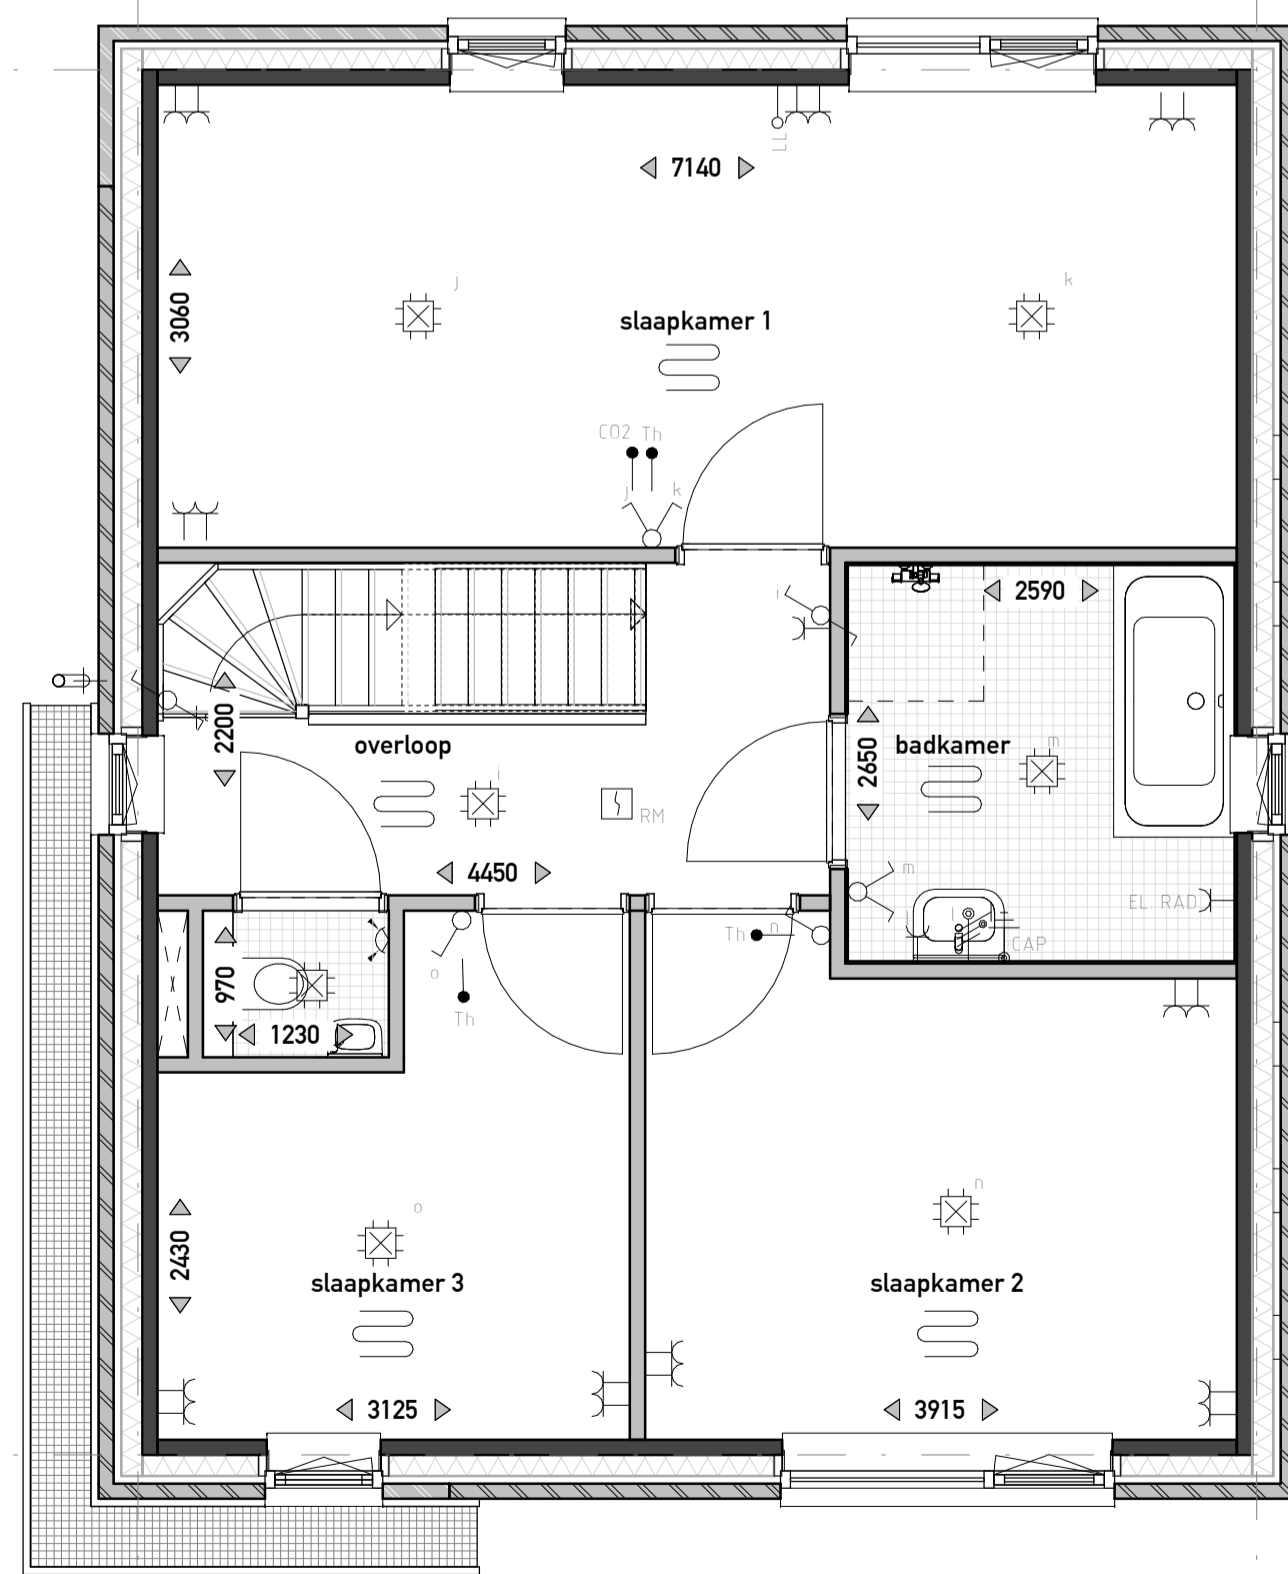 LL
7140
3060
j
k
slaapkamer 1
CO2 Th
j k
2590
i
2200
overloop
2650
badkamer
m
i
RM
4450
m
EL. RAD
l
CAP
Th n
970
o
1230
Th
o
n
2430
slaapkamer 3
slaapkamer 2
3125
3915